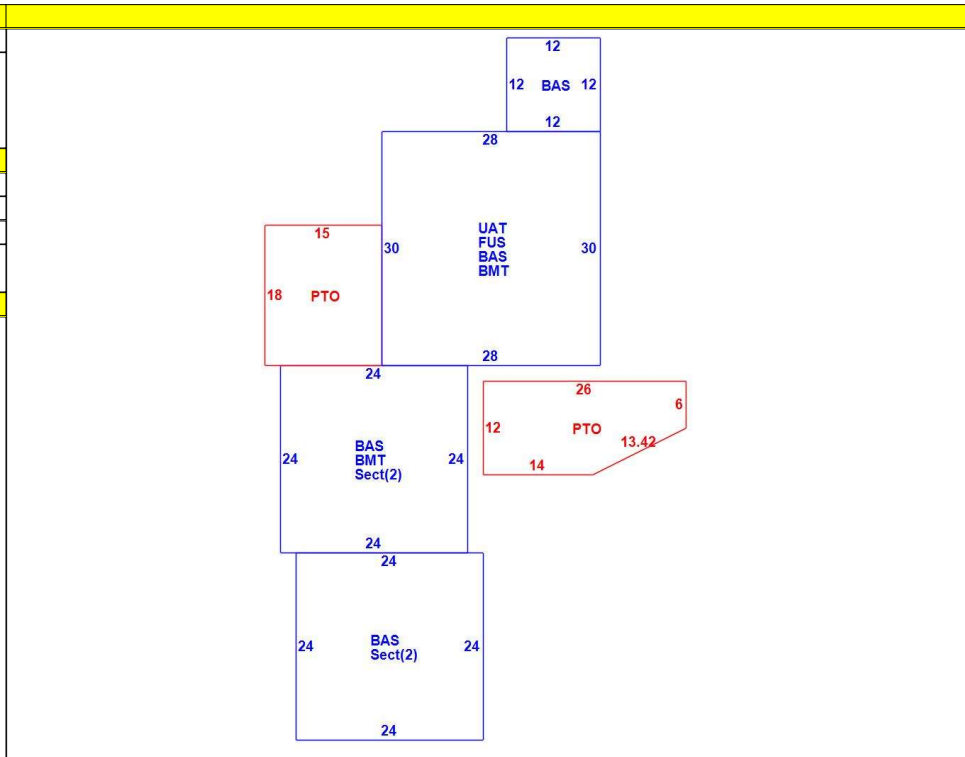 12
12 BAS 12
12
28
UAT
FUS
BAS
BMT
30
30
28
15
18 PTO
24
BAS
BMT
Sect(2)
24
24
24
26
6
12
PTO
13.42
14
24
BAS
Sect(2)
24
24
24